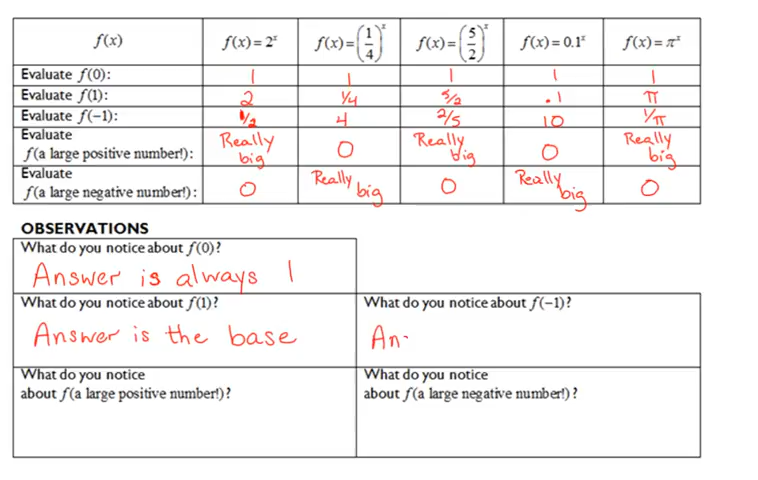 f(x) f(x) = 2ˣ f(x) = (1/4)ˣ f(x) = (5/2)ˣ f(x) = 0.1ˣ f(x) = πˣ
Evaluate f(0): 1 1 1 1 1
Evaluate f(1): 2 1/4 5/2 .1 π
Evaluate f(−1): 1/2 4 2/5 10 1/π
Evaluate
f(a large positive number!): Really big 0 Really big 0 Really big
Evaluate
f(a large negative number!): 0 Really big 0 Really big 0
OBSERVATIONS
What do you notice about f(0)?
Answer is always 1
What do you notice about f(1)?
Answer is the base
What do you notice about f(−1)?
An
What do you notice
about f(a large positive number!)?
What do you notice
about f(a large negative number!)?